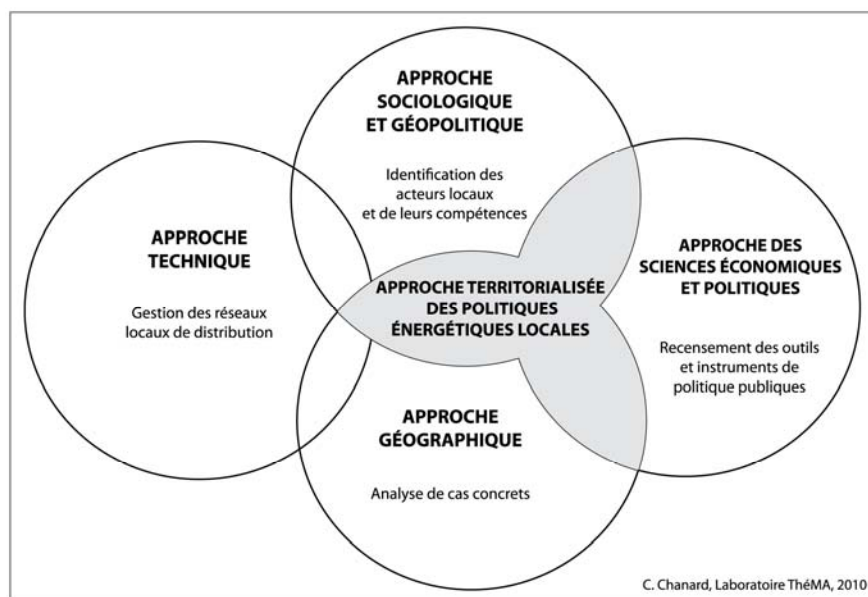 APPROCHE
SOCIOLOGIQUE
ET GÉOPOLITIQUE
Identification des
acteurs locaux
et de leurs compétences
APPROCHE
TECHNIQUE
Gestion des réseaux
locaux de distribution
APPROCHE TERRITORIALISÉE
DES POLITIQUES
ÉNERGÉTIQUES LOCALES
APPROCHE DES
SCIENCES ÉCONOMIQUES
ET POLITIQUES
Recensement des outils
et instruments de
politique publiques
APPROCHE
GÉOGRAPHIQUE
Analyse de cas concrets
C. Chanard, Laboratoire ThéMA, 2010